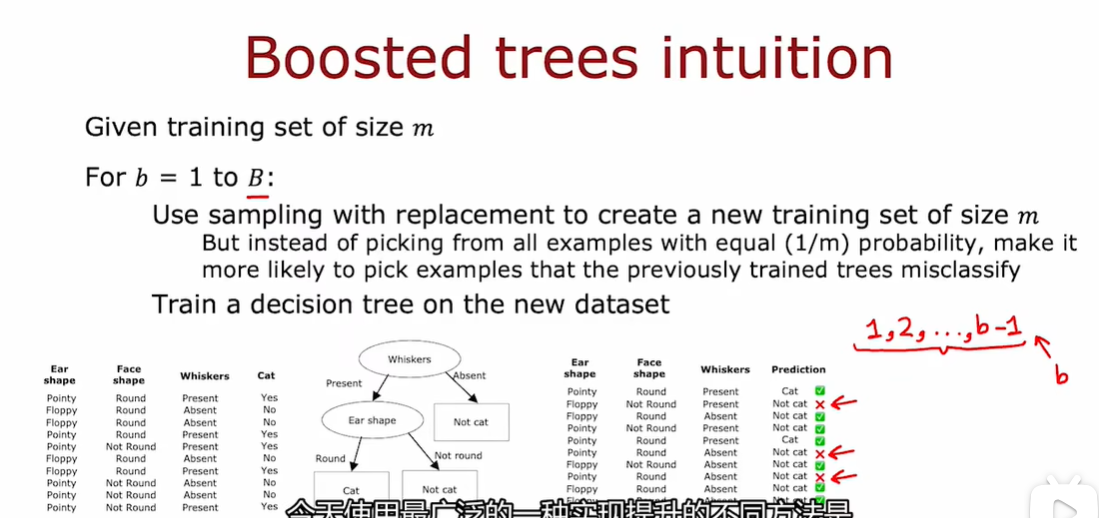 Boosted trees intuition
Given training set of size m
For b = 1 to B:
Use sampling with replacement to create a new training set of size m
But instead of picking from all examples with equal (1/m) probability, make it
more likely to pick examples that the previously trained trees misclassify
Train a decision tree on the new dataset
1,2,...,b-1
b
Ear shape Face shape Whiskers Cat
Pointy Round Present Yes
Floppy Round Absent No
Floppy Round Absent No
Pointy Round Present Yes
Pointy Not Round Present Yes
Floppy Round Absent No
Floppy Round Present Yes
Pointy Not Round Absent No
Pointy Not Round Absent No
Pointy Not Round Present Yes
Whiskers
Present
Absent
Ear shape
Not cat
Round
Not round
Cat
Not cat
Ear shape Face shape Whiskers Prediction
Pointy Round Present Cat ✅
Floppy Not Round Present Not cat ❌
Floppy Round Absent Not cat ✅
Pointy Not Round Present Not cat ✅
Pointy Round Present Cat ✅
Pointy Round Absent Not cat ❌
Floppy Not Round Absent Not cat ✅
Pointy Round Absent Not cat ❌
Floppy Round Absent Not cat ✅
今天使用最广泛的一种实现提升的不同方法是